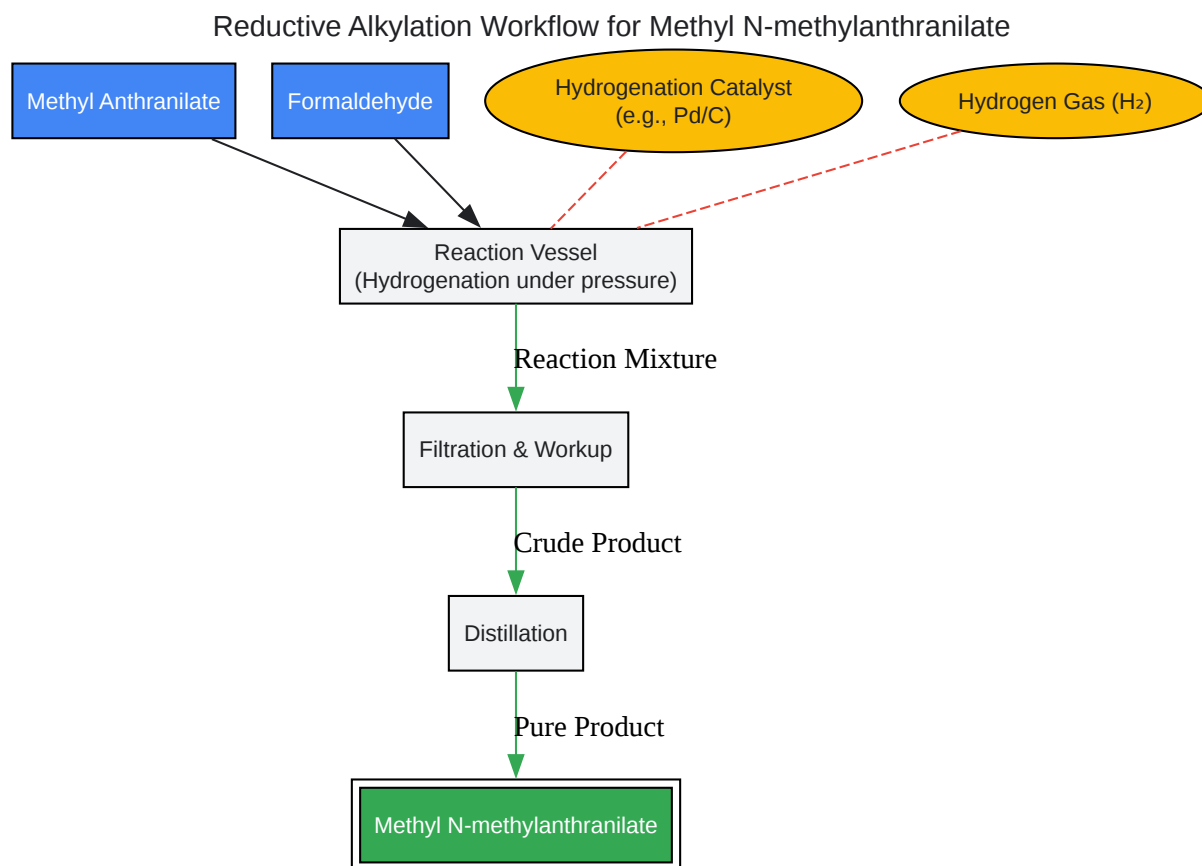 Reductive Alkylation Workflow for Methyl N-methylanthranilate
Methyl Anthranilate
Formaldehyde
Hydrogenation Catalyst
(e.g., Pd/C)
Hydrogen Gas (H₂)
Reaction Vessel
(Hydrogenation under pressure)
Reaction Mixture
Filtration & Workup
Crude Product
Distillation
Pure Product
Methyl N-methylanthranilate